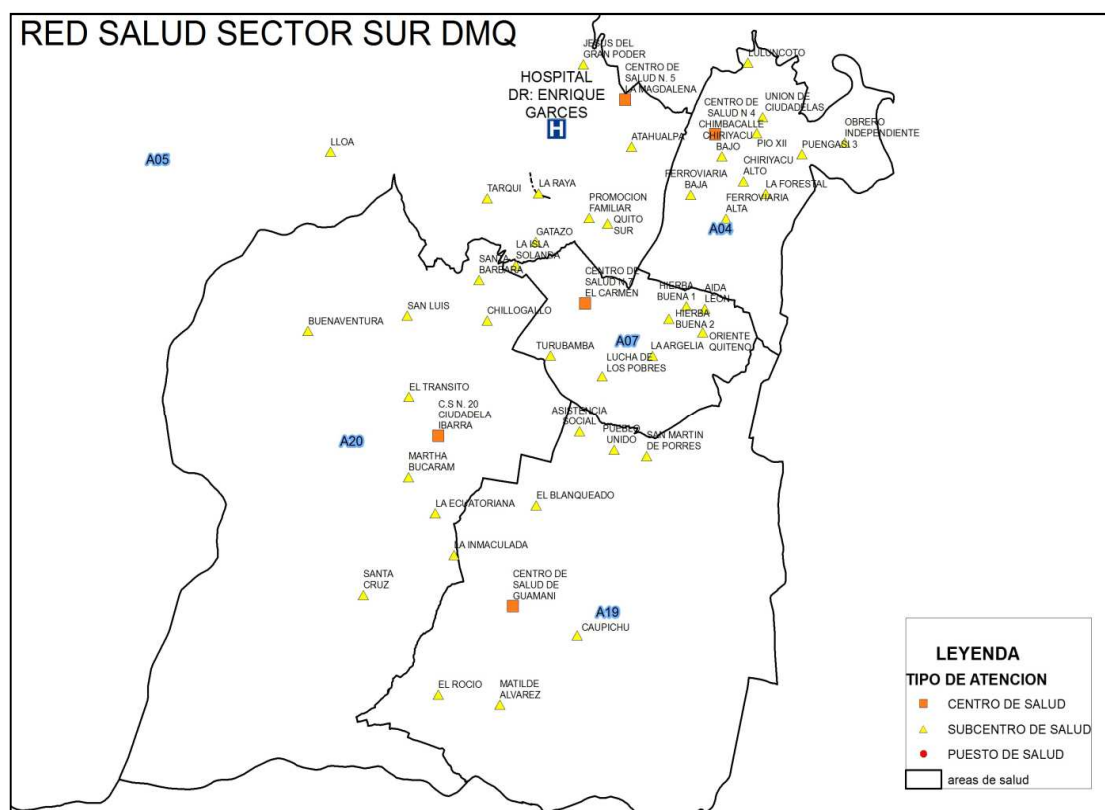 RED SALUD SECTOR SUR DMQ
JESUS DEL
GRAN PODER
LULUNCOTO
HOSPITAL
DR: ENRIQUE
GARCES
H
CENTRO DE
SALUD N. 5
LA MAGDALENA
UNION DE
CIUDADELAS
CENTRO DE
SALUD N 4
CHIMBACALLE
CHIRIYACU
BAJO
PIO XII
OBRERO
INDEPENDIENTE
PUENGASI 3
ATAHUALPA
LLOA
A05
CHIRIYACU
ALTO
FERROVIARIA
BAJA
LA FORESTAL
FERROVIARIA
ALTA
A04
TARQUI
LA RAYA
PROMOCION
FAMILIAR
QUITO
SUR
GATAZO
LA ISLA
SOLANDA
SANTA
BARBARA
CENTRO DE
SALUD N.7
EL CARMEN
HIERBA
BUENA 1
AIDA
LEON
HIERBA
BUENA 2
ORIENTE
QUITENO
SAN LUIS
CHILLOGALLO
BUENAVENTURA
A07
TURUBAMBA
LA ARGELIA
LUCHA DE
LOS POBRES
EL TRANSITO
C.S N. 20
CIUDADELA
IBARRA
ASISTENCIA
SOCIAL
PUEBLO
UNIDO
SAN MARTIN
DE PORRES
A20
MARTHA
BUCARAM
LA ECUATORIANA
EL BLANQUEADO
LA INMACULADA
SANTA
CRUZ
CENTRO DE
SALUD DE
GUAMANI
A19
CAUPICHU
EL ROCIO
MATILDE
ALVAREZ
LEYENDA
TIPO DE ATENCION
CENTRO DE SALUD
SUBCENTRO DE SALUD
PUESTO DE SALUD
areas de salud